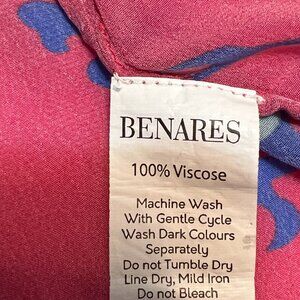 BENARES
100% Viscose
Machine Wash
With Gentle Cycle
Wash Dark Colours
Separately
Do not Tumble Dry
Line Dry, Mild Iron
Do not Bleach